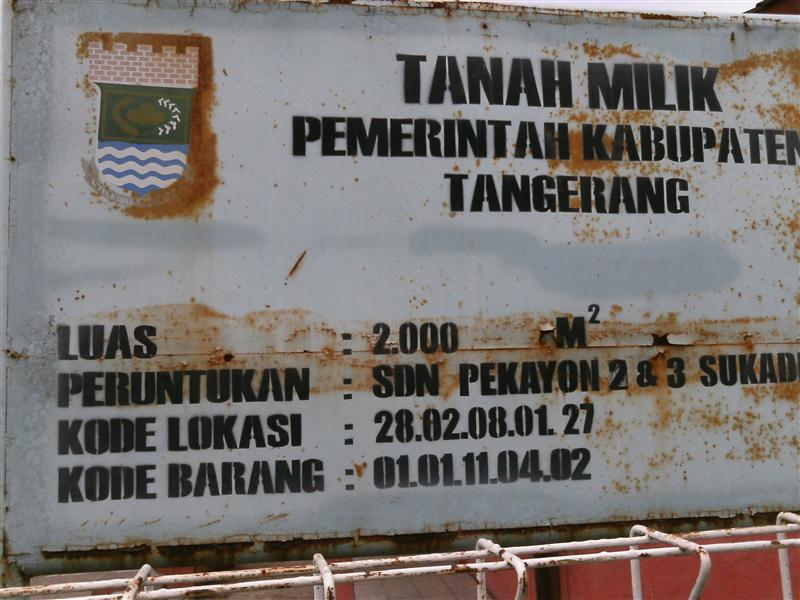 TANAH MILIK
PEMERINTAH KABUPATEN
TANGERANG
LUAS : 2.000 M²
PERUNTUKAN : SDN PEKAYON 2 & 3 SUKADI
KODE LOKASI : 28.02.08.01.27
KODE BARANG : 01.01.11.04.02